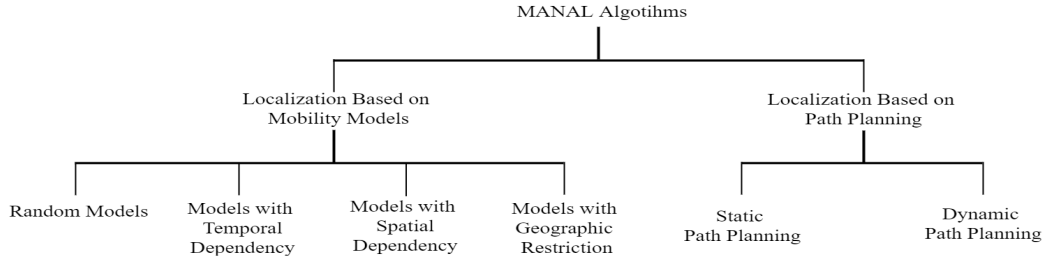 MANAL Algotihms
Localization Based on
Mobility Models
Localization Based on
Path Planning
Random Models
Models with
Temporal
Dependency
Models with
Spatial
Dependency
Models with
Geographic
Restriction
Static
Path Planning
Dynamic
Path Planning